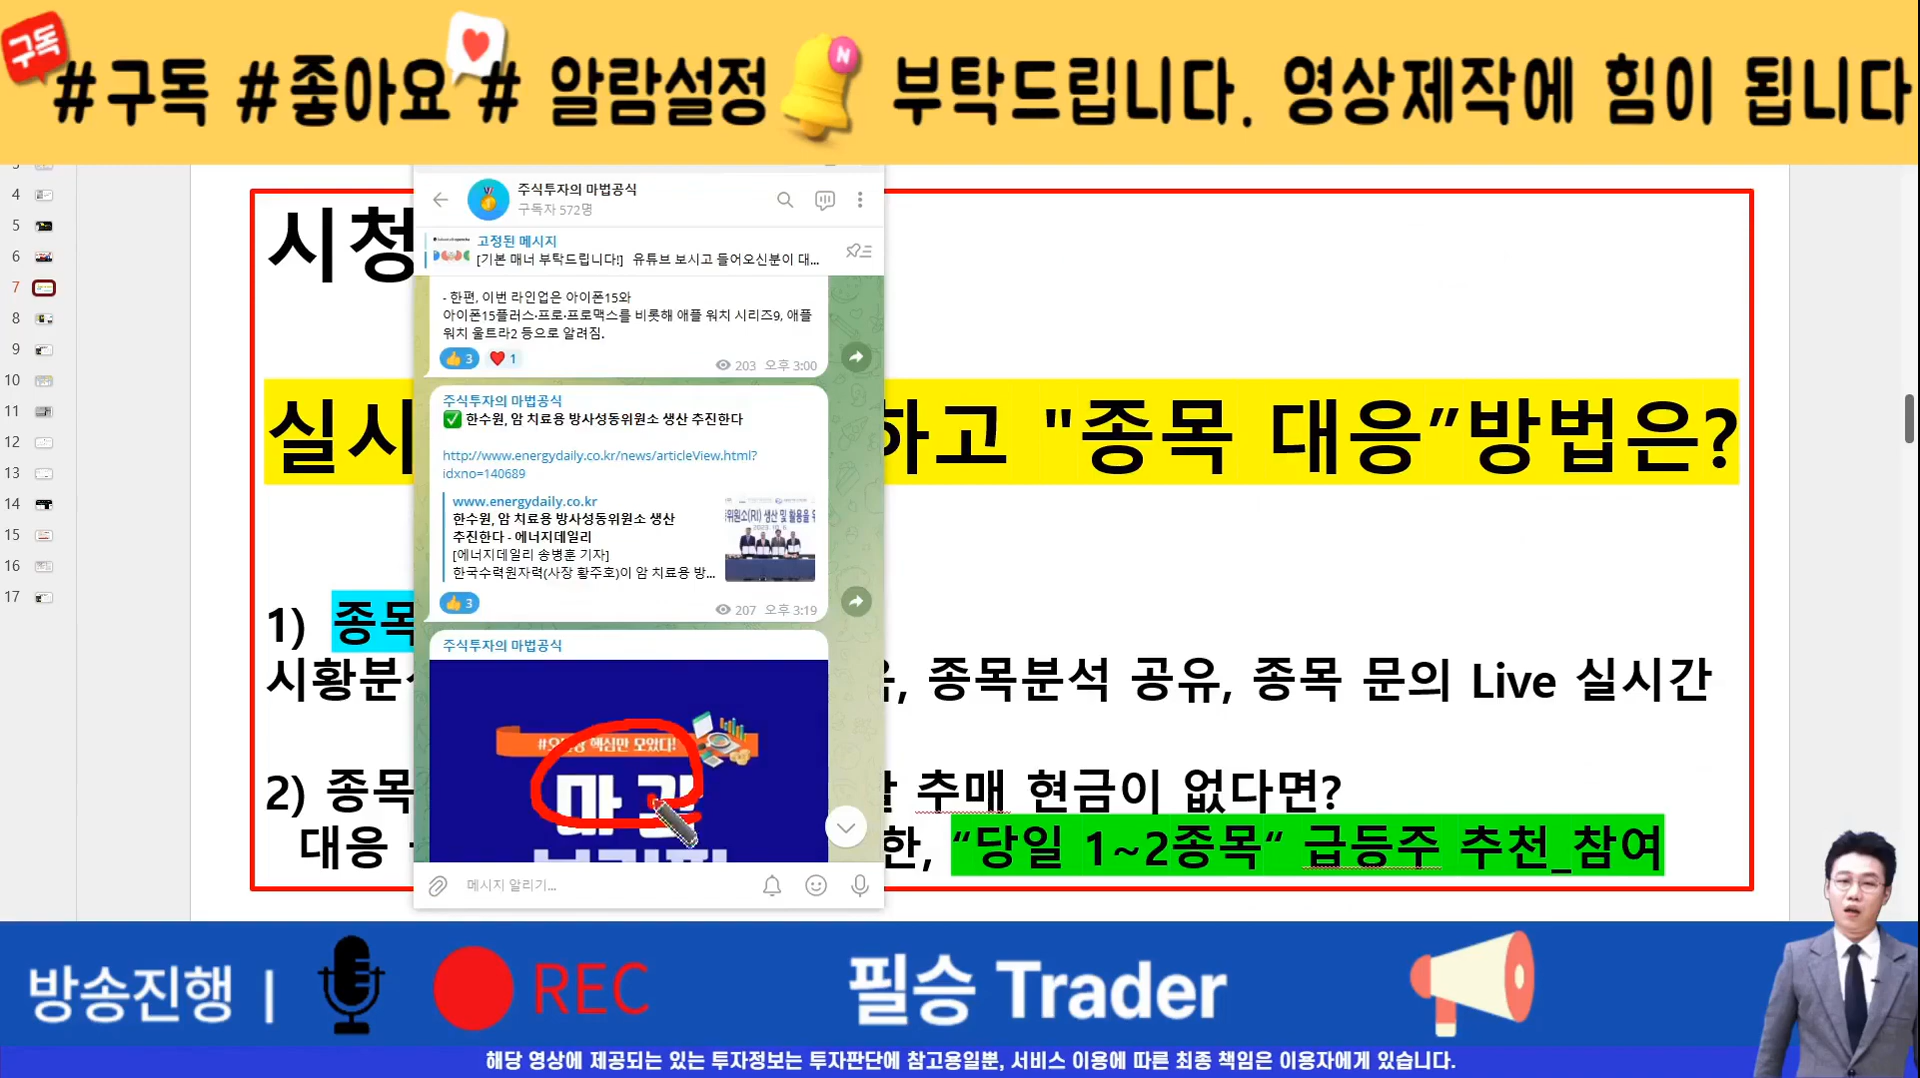 구독
#구독 #좋아요 # 알람설정 N 부탁드립니다. 영상제작에 힘이 됩니다
4
5
6
7
8
9
10
11
12
13
14
15
16
17
시청
실시
하고 "종목 대응”방법은?
1) 종목
시황분
, 종목분석 공유, 종목 문의 Live 실시간
2) 종목
추매 현금이 없다면?
대응
한, “당일 1~2종목“ 급등주 추천_참여
주식투자의 마법공식
구독자 572명
고정된 메시지
[기본 매너 부탁드립니다!] 유튜브 보시고 들어오신분이 대...
- 한편, 이번 라인업은 아이폰15와
아이폰15플러스·프로·프로맥스를 비롯해 애플 워치 시리즈9, 애플
워치 울트라2 등으로 알려짐.
3 1
203 오후 3:00
주식투자의 마법공식
한수원, 암 치료용 방사성동위원소 생산 추진한다
http://www.energydaily.co.kr/news/articleView.html?
idxno=140689
www.energydaily.co.kr
한수원, 암 치료용 방사성동위원소 생산
추진한다 - 에너지데일리
[에너지데일리 송병훈 기자]
한국수력원자력(사장 황주호)이 암 치료용 방...
위원소(RI) 생산 및 활용을
3
207 오후 3:19
주식투자의 마법공식
핵심만 모았다!
마감
메시지 알리기...
방송진행 | REC 필승 Trader
해당 영상에 제공되는 있는 투자정보는 투자판단에 참고용일뿐, 서비스 이용에 따른 최종 책임은 이용자에게 있습니다.